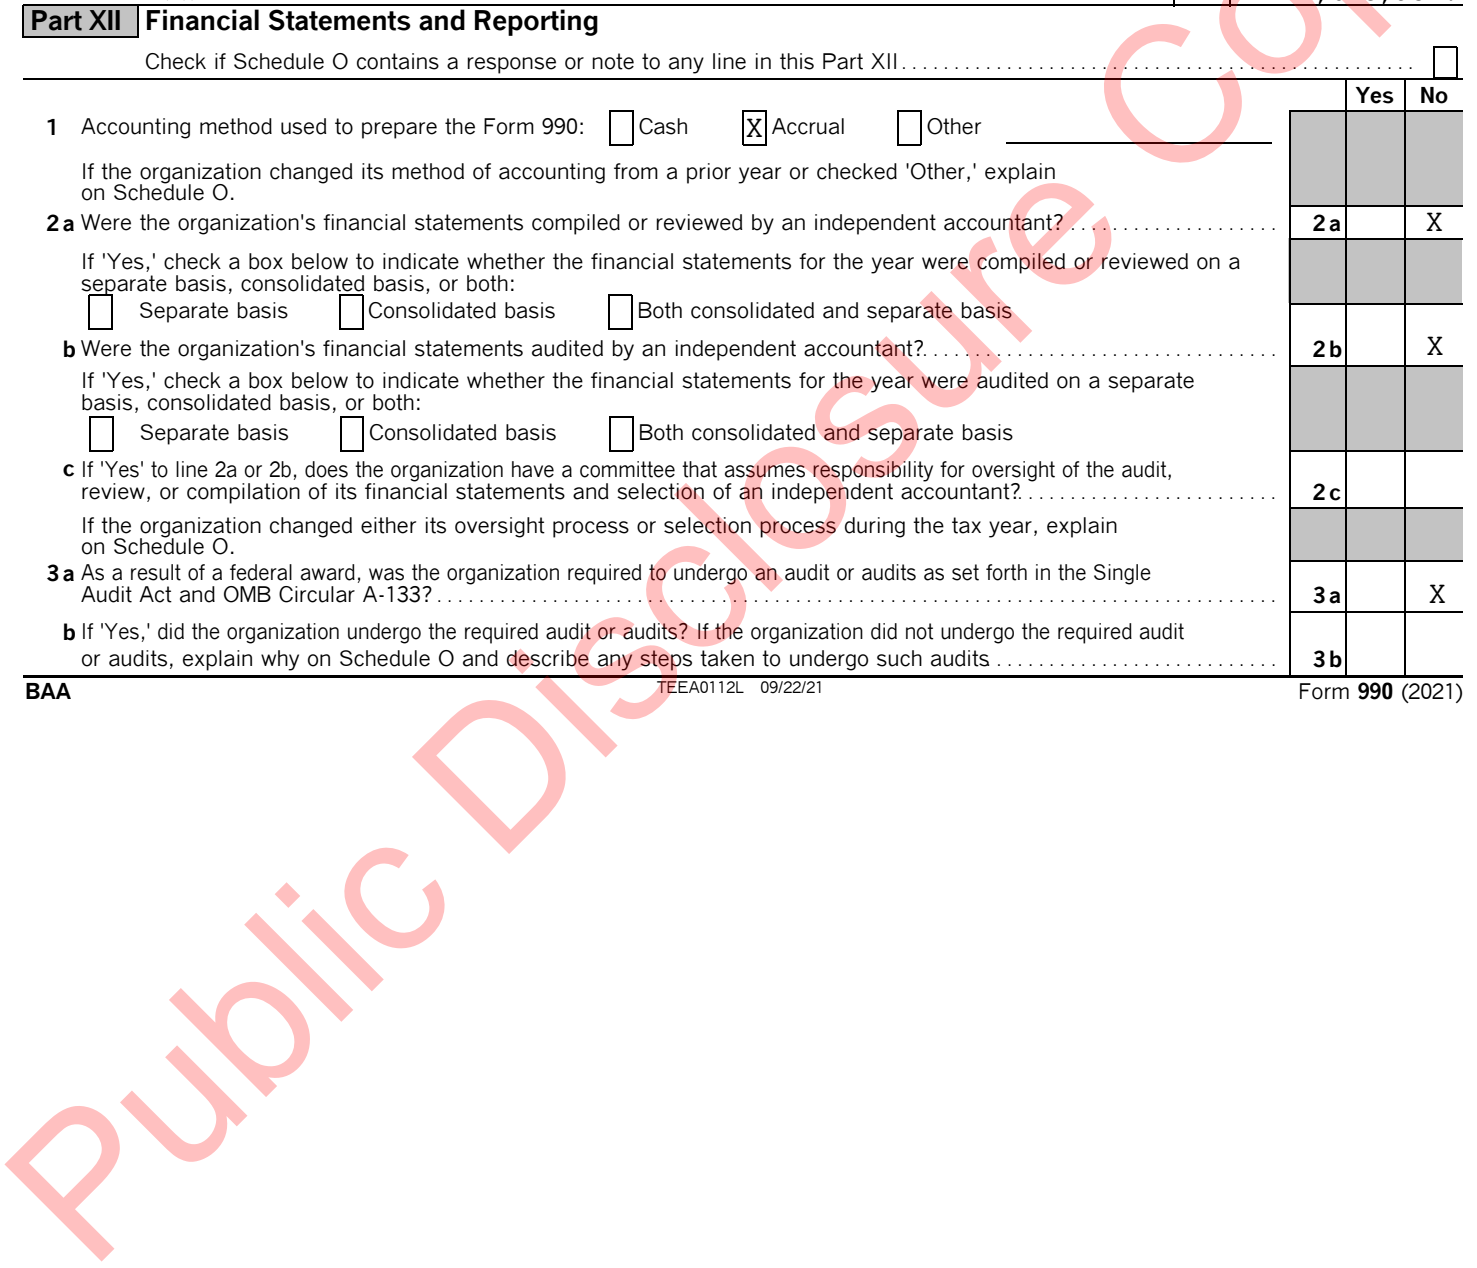 Part XII Financial Statements and Reporting
Check if Schedule O contains a response or note to any line in this Part XII
Yes No
1 Accounting method used to prepare the Form 990: Cash X Accrual Other
If the organization changed its method of accounting from a prior year or checked 'Other,' explain
on Schedule O.
2a Were the organization's financial statements compiled or reviewed by an independent accountant? 2a X
If 'Yes,' check a box below to indicate whether the financial statements for the year were compiled or reviewed on a
separate basis, consolidated basis, or both:
Separate basis Consolidated basis Both consolidated and separate basis
b Were the organization's financial statements audited by an independent accountant? 2b X
If 'Yes,' check a box below to indicate whether the financial statements for the year were audited on a separate
basis, consolidated basis, or both:
Separate basis Consolidated basis Both consolidated and separate basis
c If 'Yes' to line 2a or 2b, does the organization have a committee that assumes responsibility for oversight of the audit,
review, or compilation of its financial statements and selection of an independent accountant? 2c
If the organization changed either its oversight process or selection process during the tax year, explain
on Schedule O.
3a As a result of a federal award, was the organization required to undergo an audit or audits as set forth in the Single
Audit Act and OMB Circular A-133? 3a X
b If 'Yes,' did the organization undergo the required audit or audits? If the organization did not undergo the required audit
or audits, explain why on Schedule O and describe any steps taken to undergo such audits 3b
BAA TEEA0112L 09/22/21 Form 990 (2021)
Public Disclosure Co